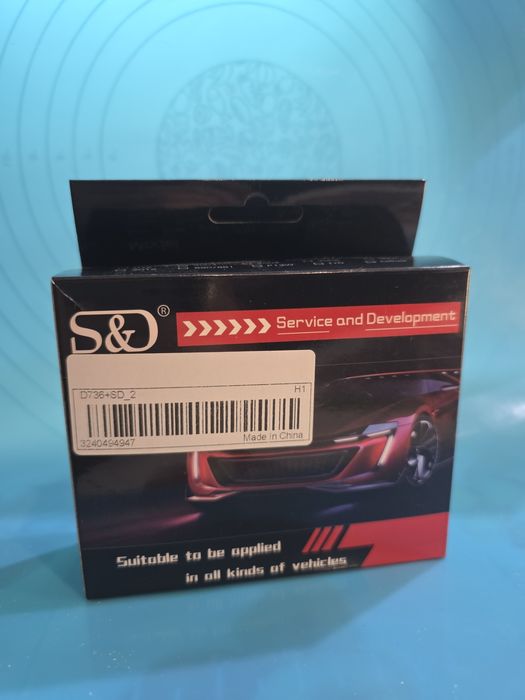 S&D®
Service and Development
D736+SD_2
H1
3240494947
Made in China
Suitable to be applied
in all kinds of vehicles